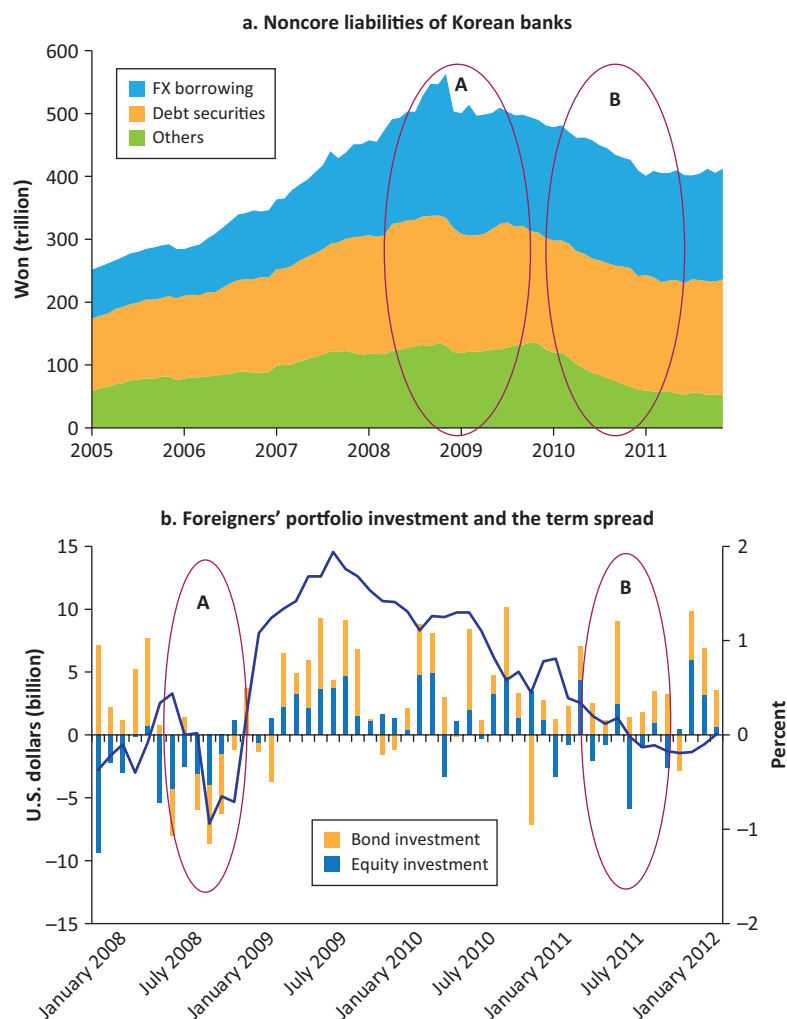 a. Noncore liabilities of Korean banks
600
500
400
300
200
100
0
Won (trillion)
FX borrowing
Debt securities
Others
A
B
2005 2006 2007 2008 2009 2010 2011
b. Foreigners’ portfolio investment and the term spread
15
10
5
0
−5
−10
−15
U.S. dollars (billion)
2
1
0
−1
−2
Percent
A
B
Bond investment
Equity investment
January 2008
July 2008
January 2009
July 2009
January 2010
July 2010
January 2011
July 2011
January 2012